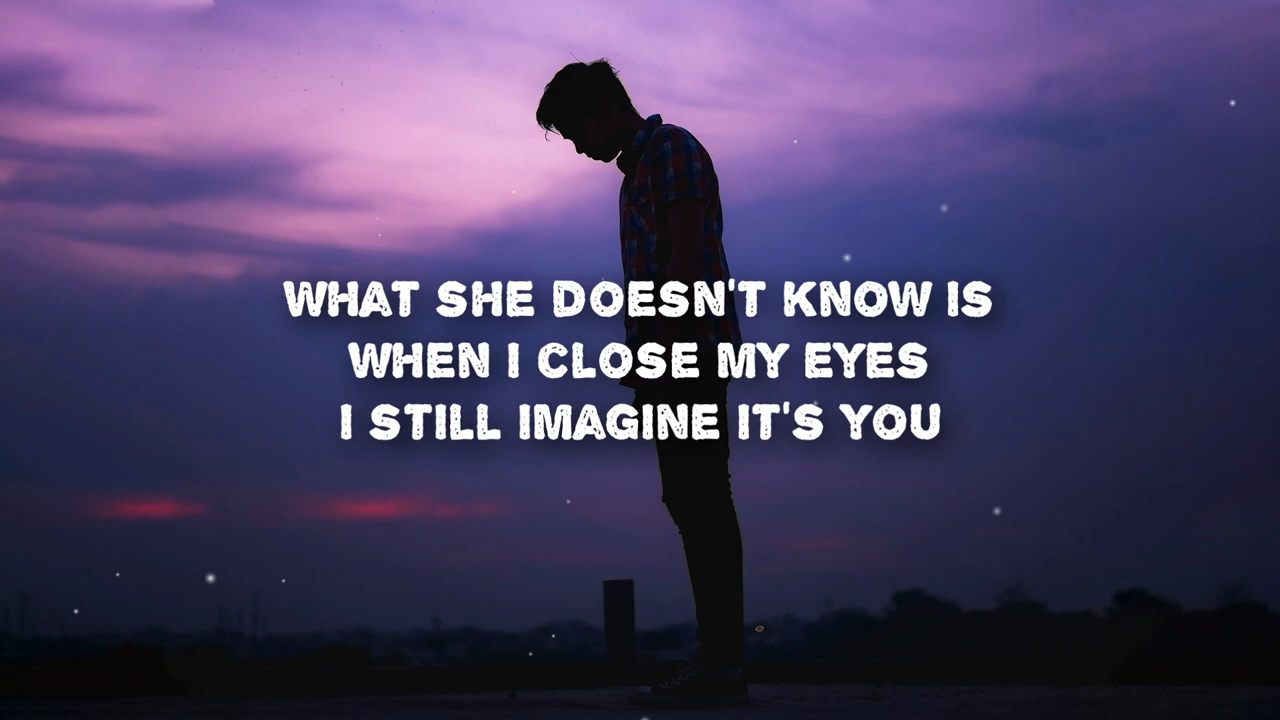 WHAT SHE DOESN'T KNOW IS
WHEN I CLOSE MY EYES
I STILL IMAGINE IT'S YOU